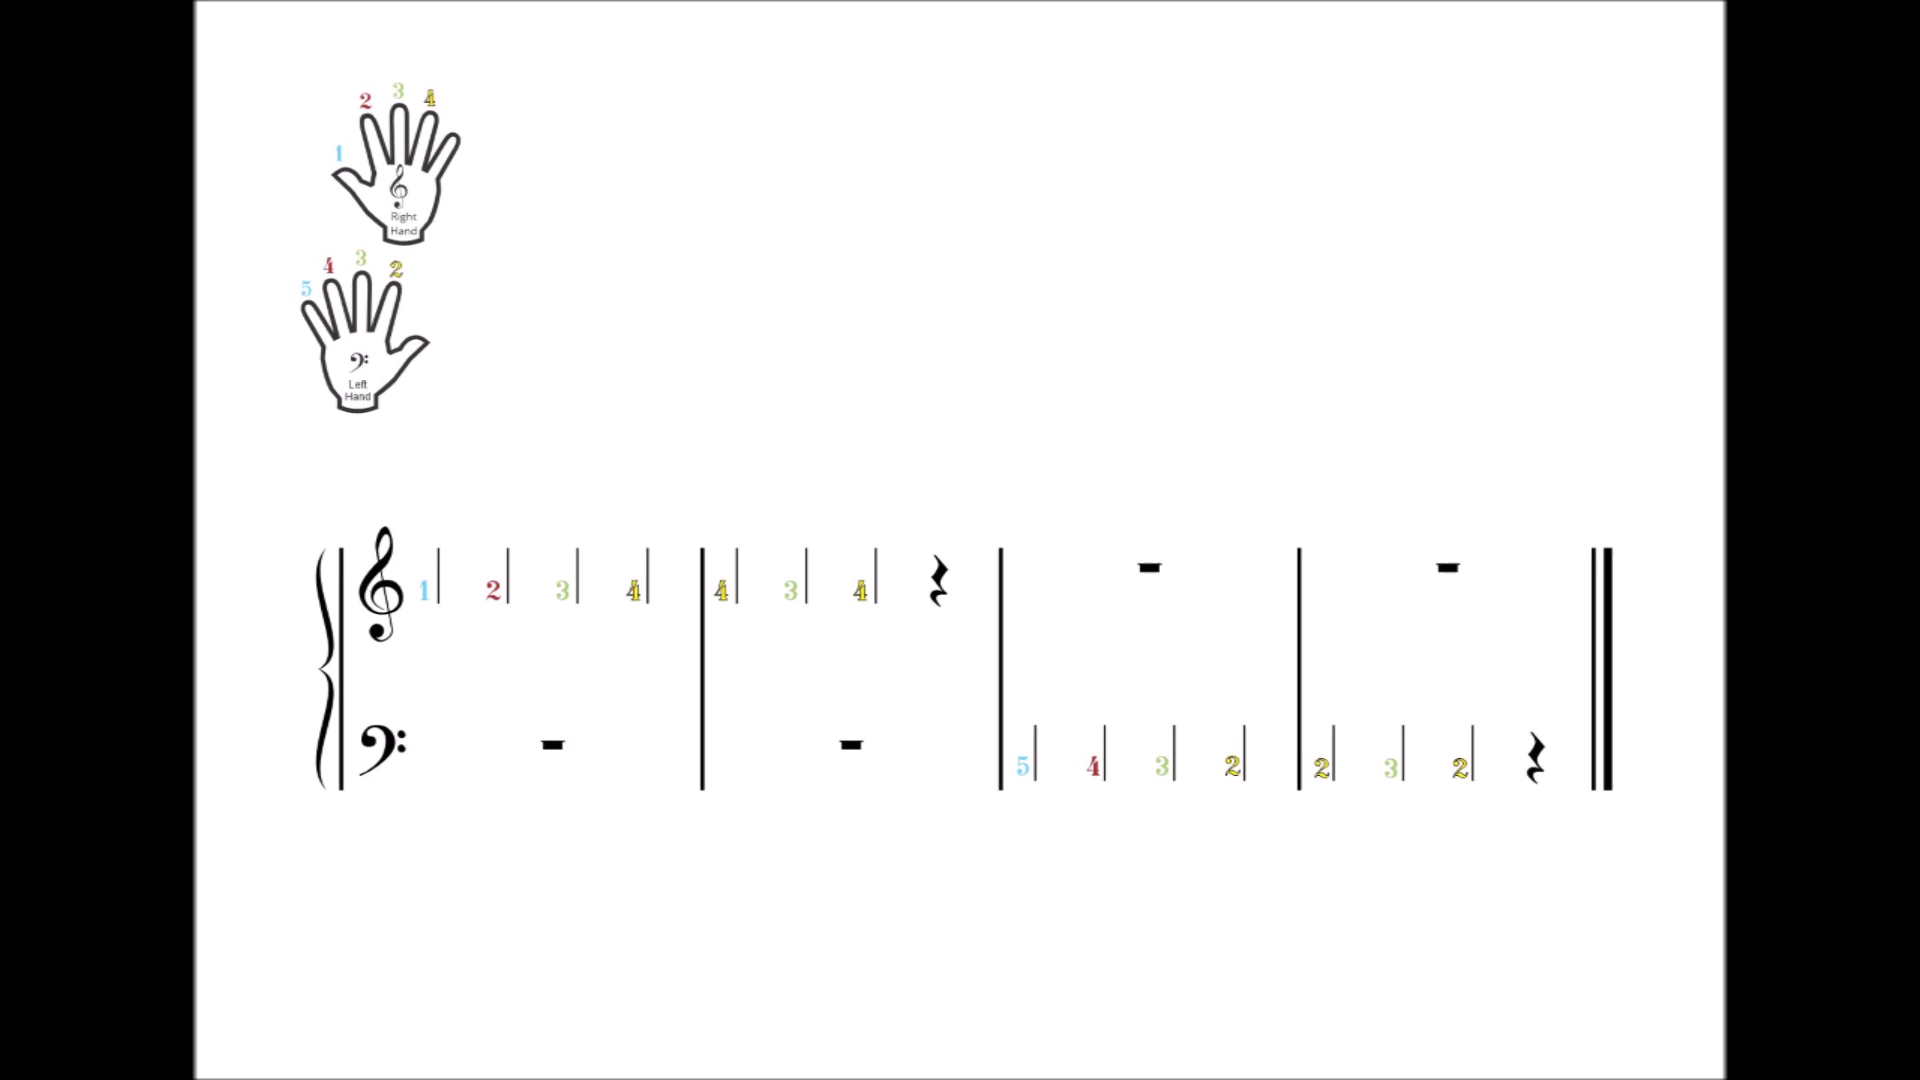 2 3 4
1
Right
Hand
4 3 2
5
Left
Hand
1 2 3 4 4 3 4
5 4 3 2 2 3 2